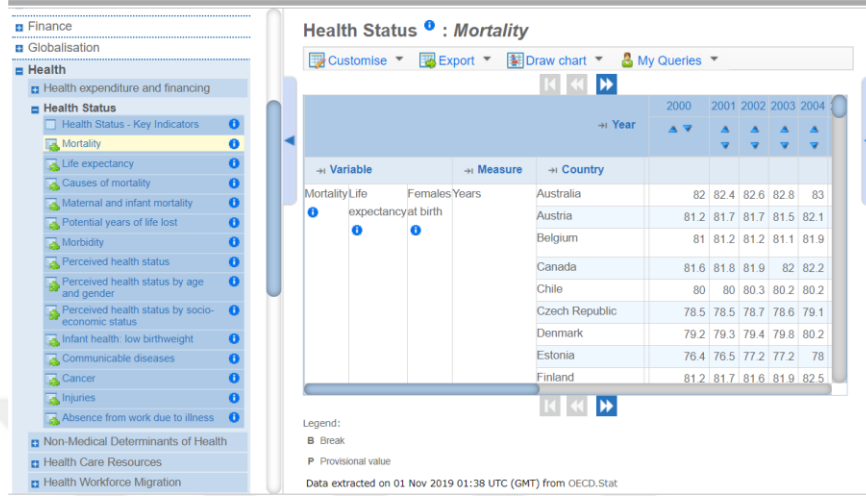 Finance
Globalisation
Health
Health expenditure and financing
Health Status
Health Status - Key Indicators
Mortality
Life expectancy
Causes of mortality
Maternal and infant mortality
Potential years of life lost
Morbidity
Perceived health status
Perceived health status by age
and gender
Perceived health status by socio-
economic status
Infant health: low birthweight
Communicable diseases
Cancer
Injuries
Absence from work due to illness
Non-Medical Determinants of Health
Health Care Resources
Health Workforce Migration
Health Status : Mortality
Customise Export Draw chart My Queries
Year 2000 2001 2002 2003 2004
Variable Measure Country
Mortality Life expectancy Females at birth Years
Australia 82 82.4 82.6 82.8 83
Austria 81.2 81.7 81.7 81.5 82.1
Belgium 81 81.2 81.2 81.1 81.9
Canada 81.6 81.8 81.9 82 82.2
Chile 80 80 80.3 80.2 80.2
Czech Republic 78.5 78.5 78.7 78.6 79.1
Denmark 79.2 79.3 79.4 79.8 80.2
Estonia 76.4 76.5 77.2 77.2 78
Finland 81.2 81.7 81.6 81.9 82.5
Legend:
B Break
P Provisional value
Data extracted on 01 Nov 2019 01:38 UTC (GMT) from OECD.Stat